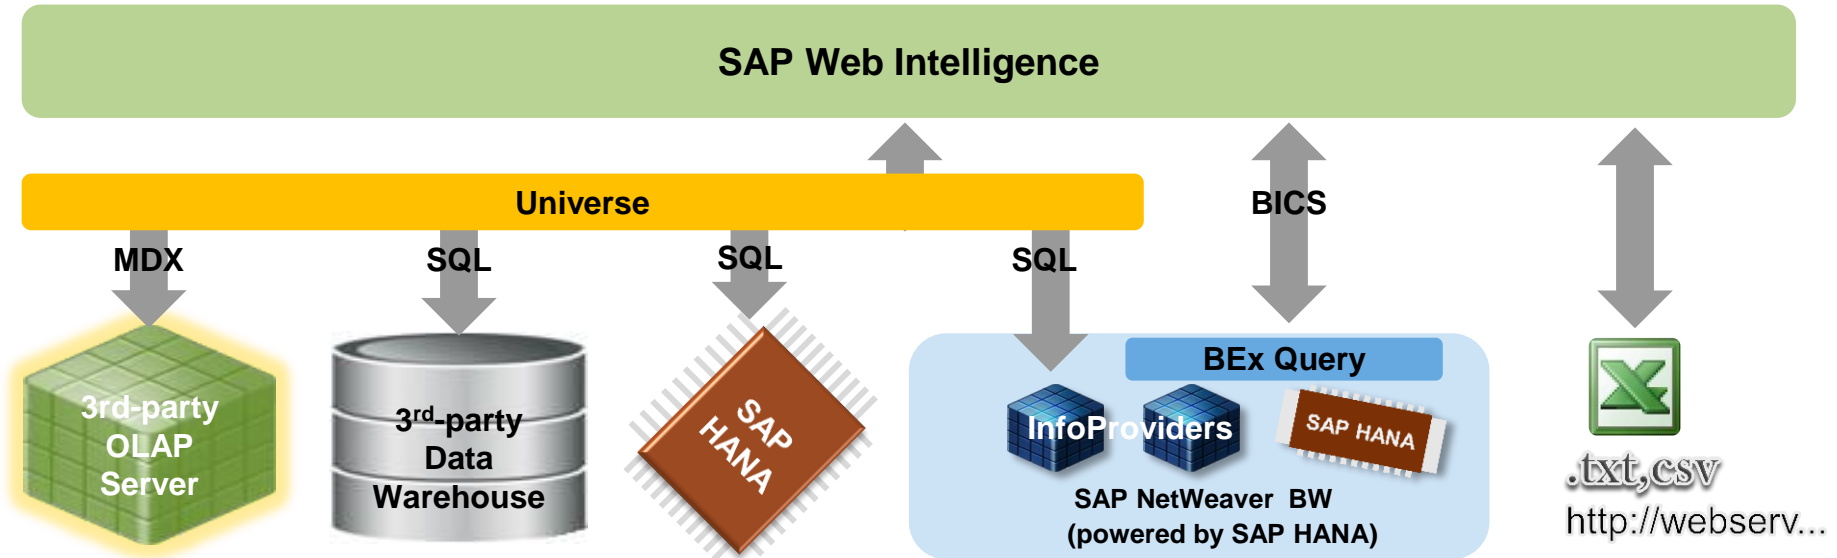 SAP Web Intelligence
Universe
BICS
MDX
SQL
SQL
SQL
3rd-party
OLAP
Server
3rd-party
Data
Warehouse
SAP
HANA
BEx Query
InfoProviders
SAP HANA
SAP NetWeaver BW
(powered by SAP HANA)
.txt,csv
http://webserv...